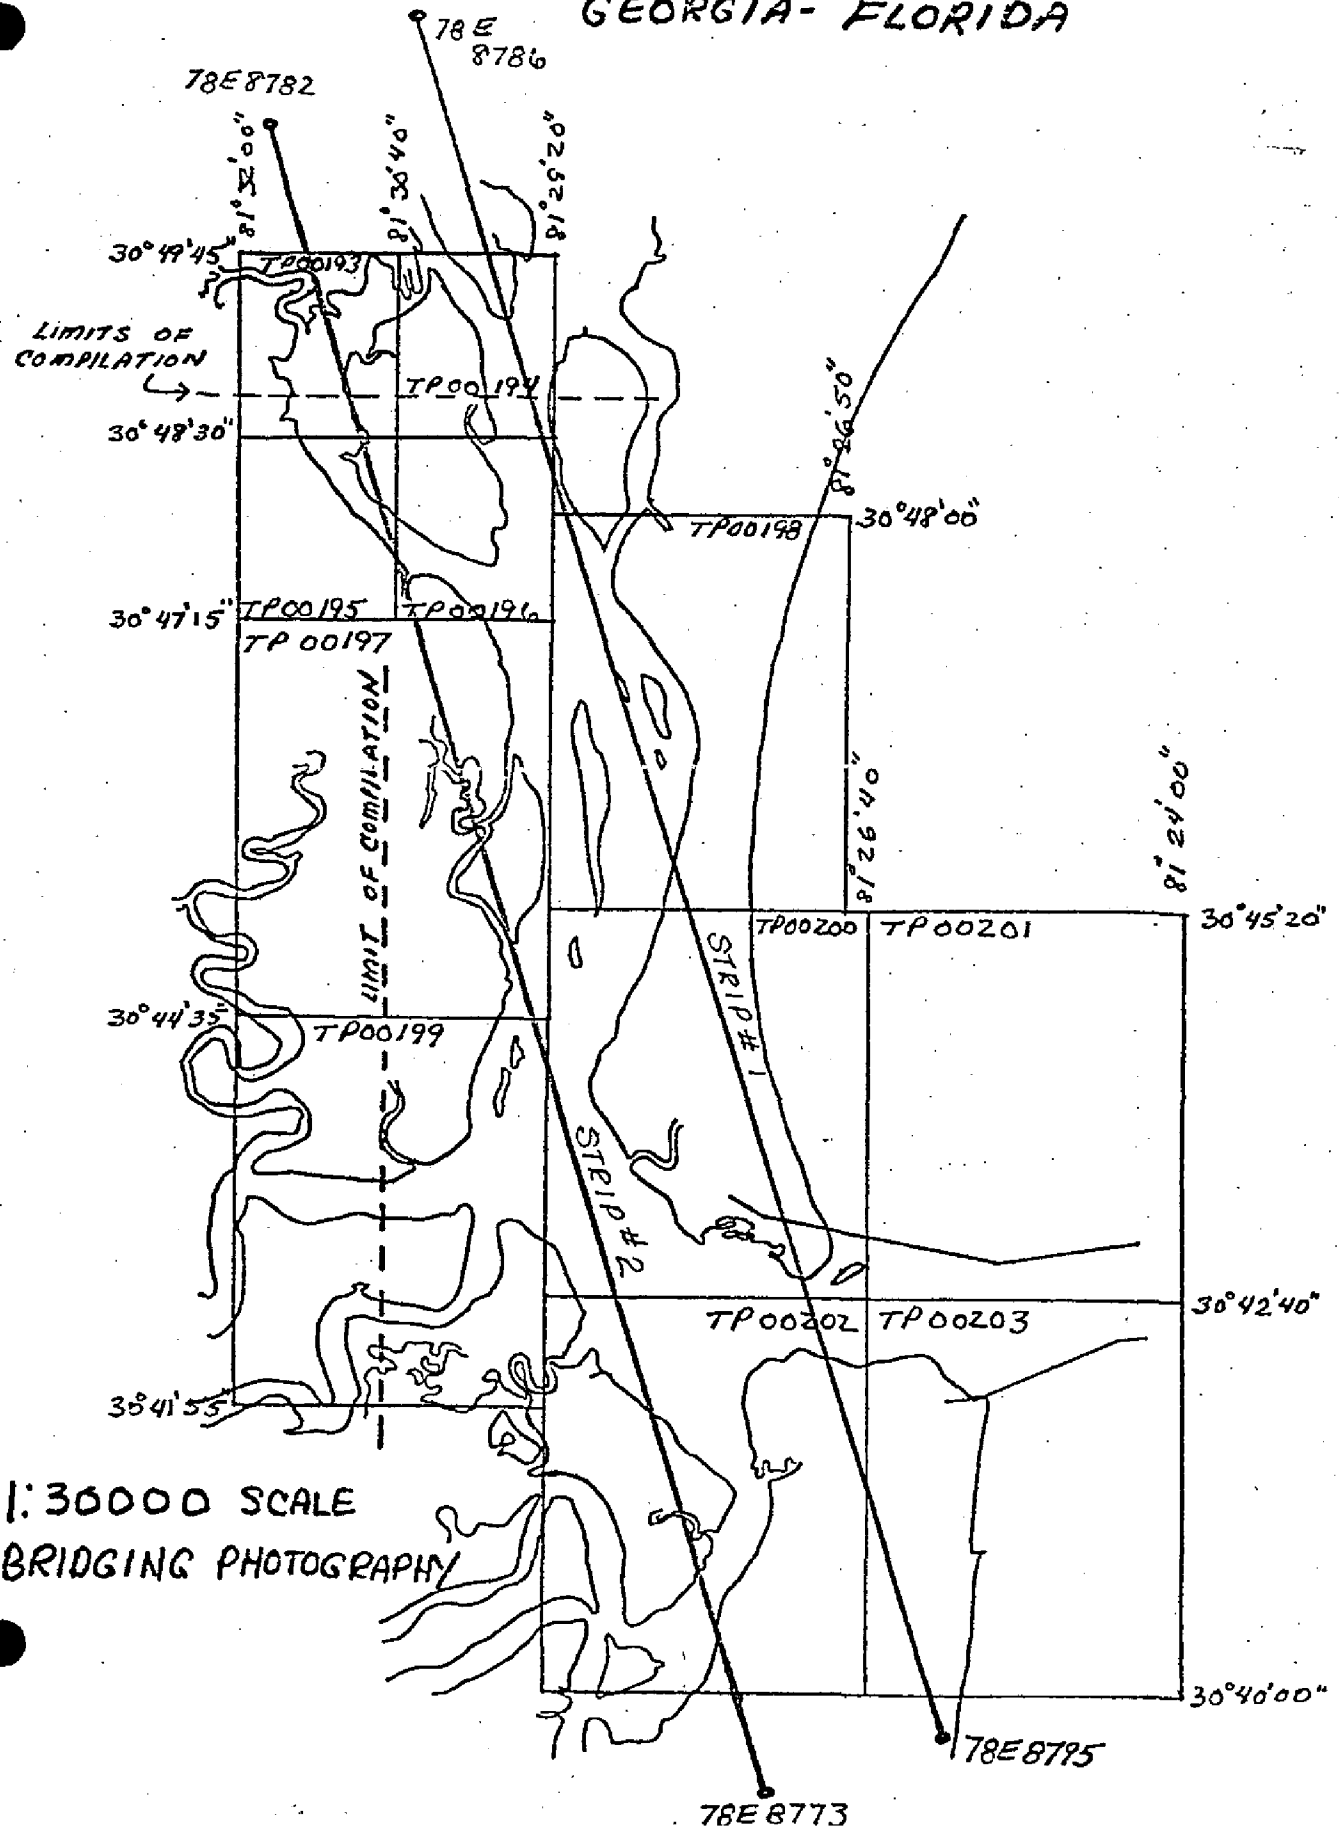 GEORGIA- FLORIDA
78E
8786
78E8782
81°32'00"
81°30'40"
81°29'20"
30°49'45"
TP00193
LIMITS OF
COMPILATION
TP00194
81°26'50"
30°48'30"
TP00198
30°48'00"
30°47'15"
TP00195
TP00196
TP00197
LIMIT OF COMPILATION
81°26'40"
81°24'00"
TP00200
TP00201
30°45'20"
STRIP #1
30°44'35"
TP00199
STRIP #2
TP00202
TP00203
30°42'40"
30°41'55"
1:30000 SCALE
BRIDGING PHOTOGRAPHY
30°40'00"
78E8795
78E8773